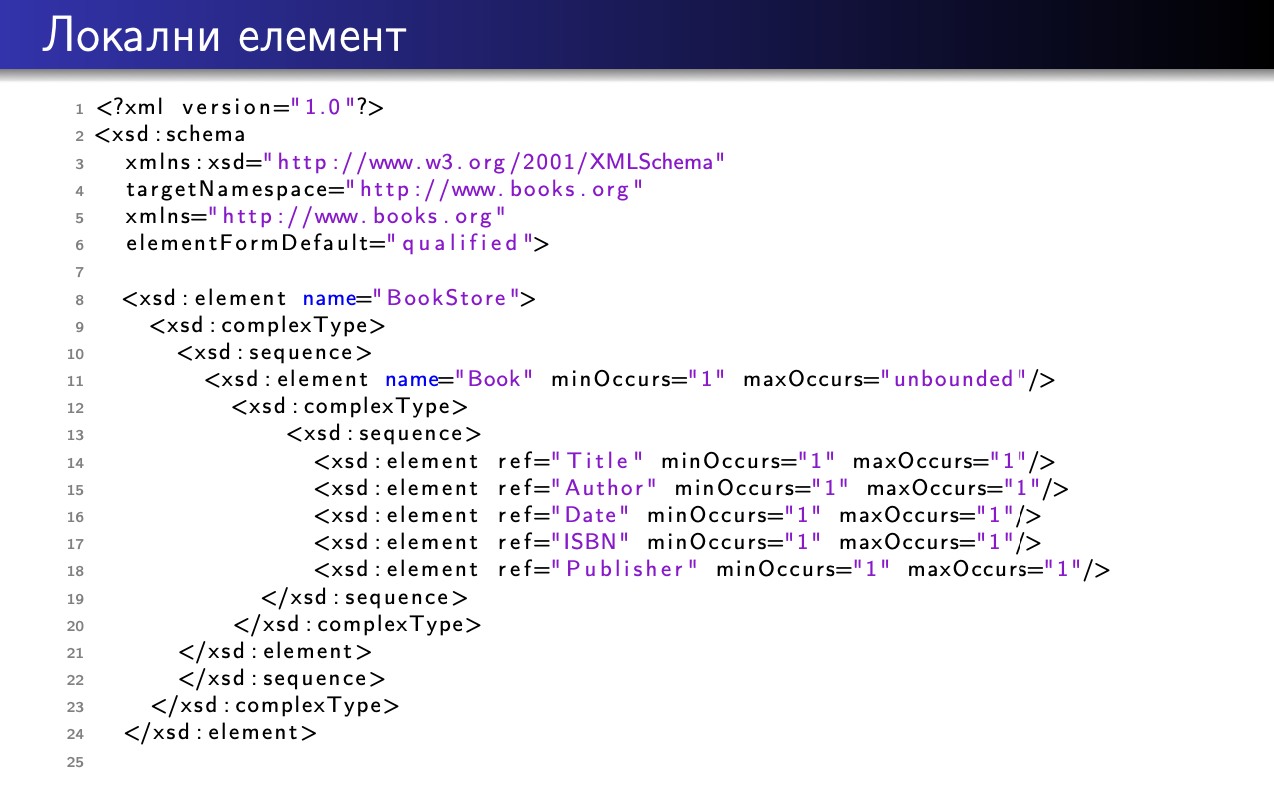 Локални елемент
1 <?xml version="1.0"?>
2 <xsd:schema
3 xmlns:xsd="http://www.w3.org/2001/XMLSchema"
4 targetNamespace="http://www.books.org"
5 xmlns="http://www.books.org"
6 elementFormDefault="qualified">
7
8 <xsd:element name="BookStore">
9 <xsd:complexType>
10 <xsd:sequence>
11 <xsd:element name="Book" minOccurs="1" maxOccurs="unbounded"/>
12 <xsd:complexType>
13 <xsd:sequence>
14 <xsd:element ref="Title" minOccurs="1" maxOccurs="1"/>
15 <xsd:element ref="Author" minOccurs="1" maxOccurs="1"/>
16 <xsd:element ref="Date" minOccurs="1" maxOccurs="1"/>
17 <xsd:element ref="ISBN" minOccurs="1" maxOccurs="1"/>
18 <xsd:element ref="Publisher" minOccurs="1" maxOccurs="1"/>
19 </xsd:sequence>
20 </xsd:complexType>
21 </xsd:element>
22 </xsd:sequence>
23 </xsd:complexType>
24 </xsd:element>
25